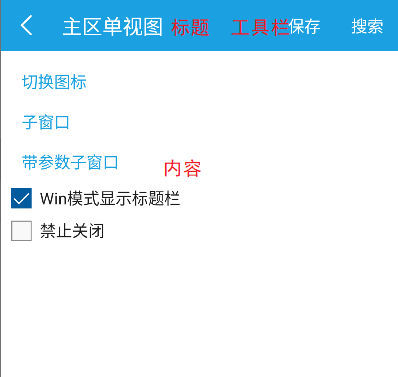 主区单视图 标题 工具栏 保存 搜索
切换图标
子窗口
带参数子窗口
内容
Win模式显示标题栏
禁止关闭